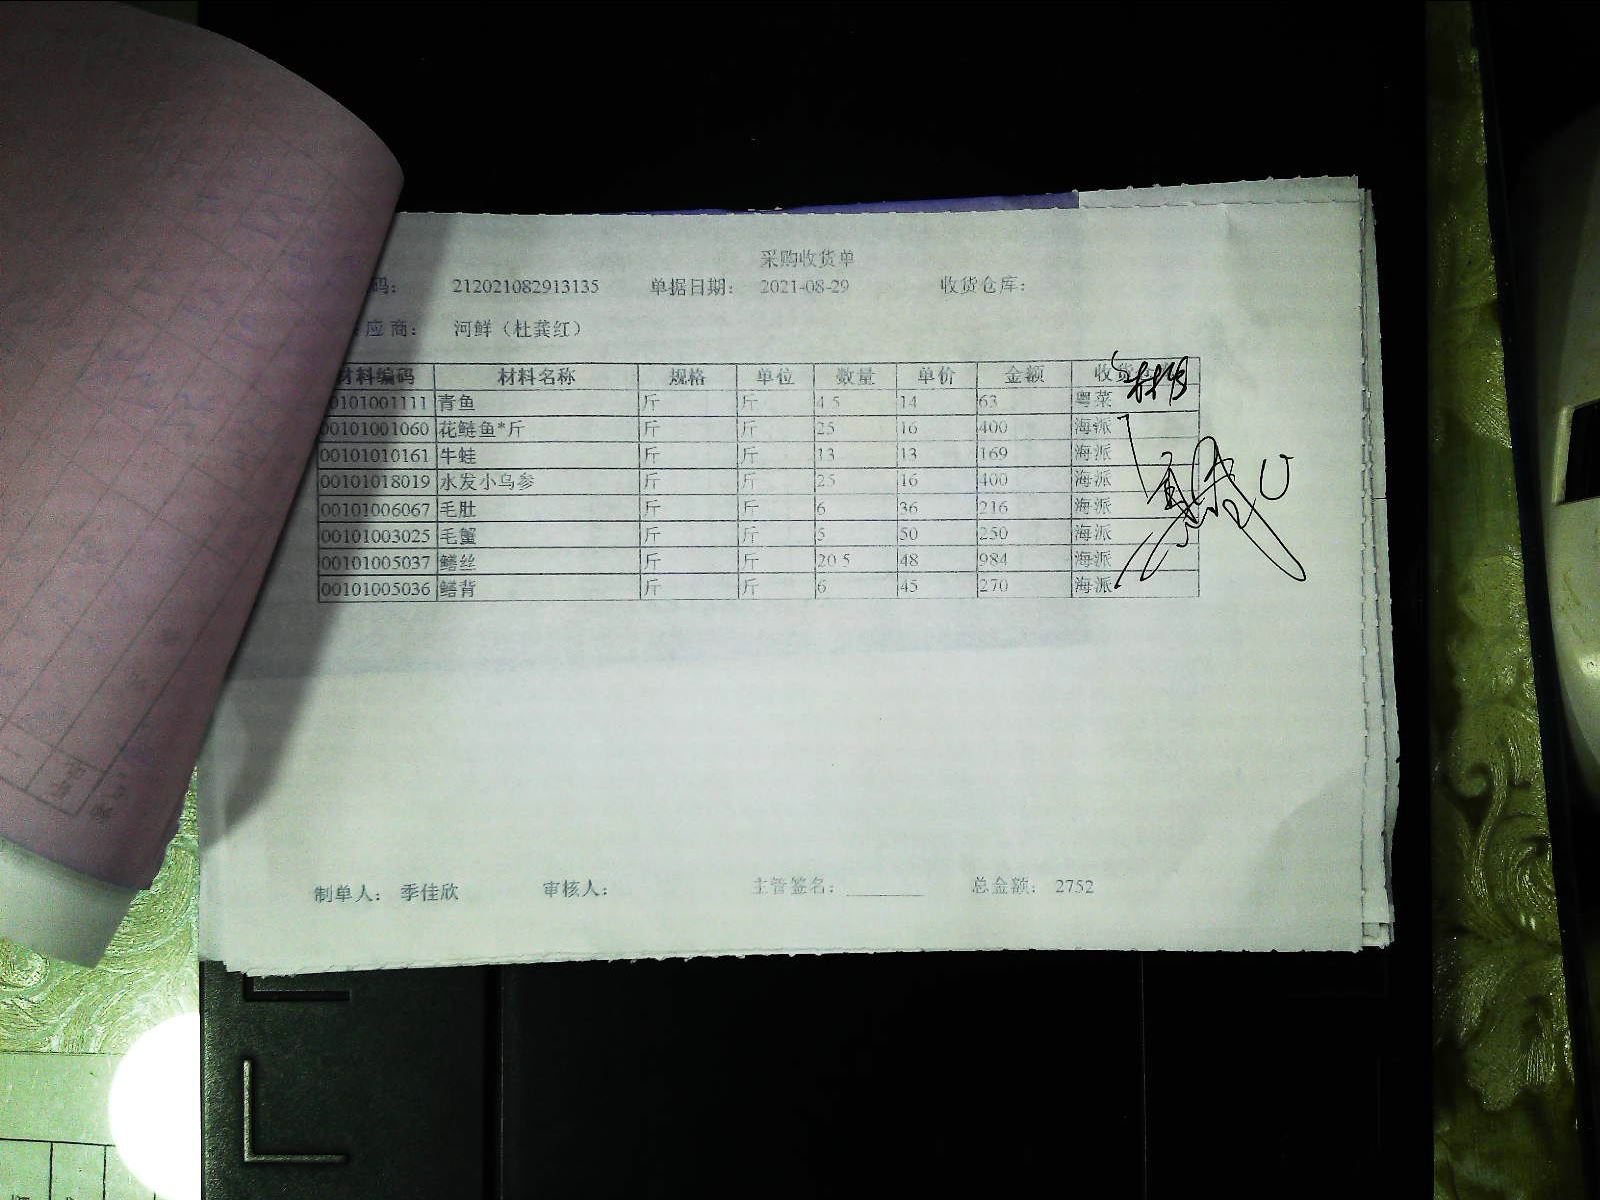 采购收货单
码： 212021082913135 单据日期： 2021-08-29 收货仓库：
应商： 河鲜（杜龚红）
材料编码 材料名称 规格 单位 数量 单价 金额 收货
00101001111 青鱼 斤 斤 4.5 14 63 粤菜
00101001060 花鲢鱼*斤 斤 斤 25 16 400 海派
00101010161 牛蛙 斤 斤 13 13 169 海派
00101018019 水发小乌参 斤 斤 25 16 400 海派
00101006067 毛肚 斤 斤 6 36 216 海派
00101003025 毛蟹 斤 斤 5 50 250 海派
00101005037 鳝丝 斤 斤 20.5 48 984 海派
00101005036 鳝背 斤 斤 6 45 270 海派
制单人： 季佳欣 审核人： 主管签名： 总金额： 2752